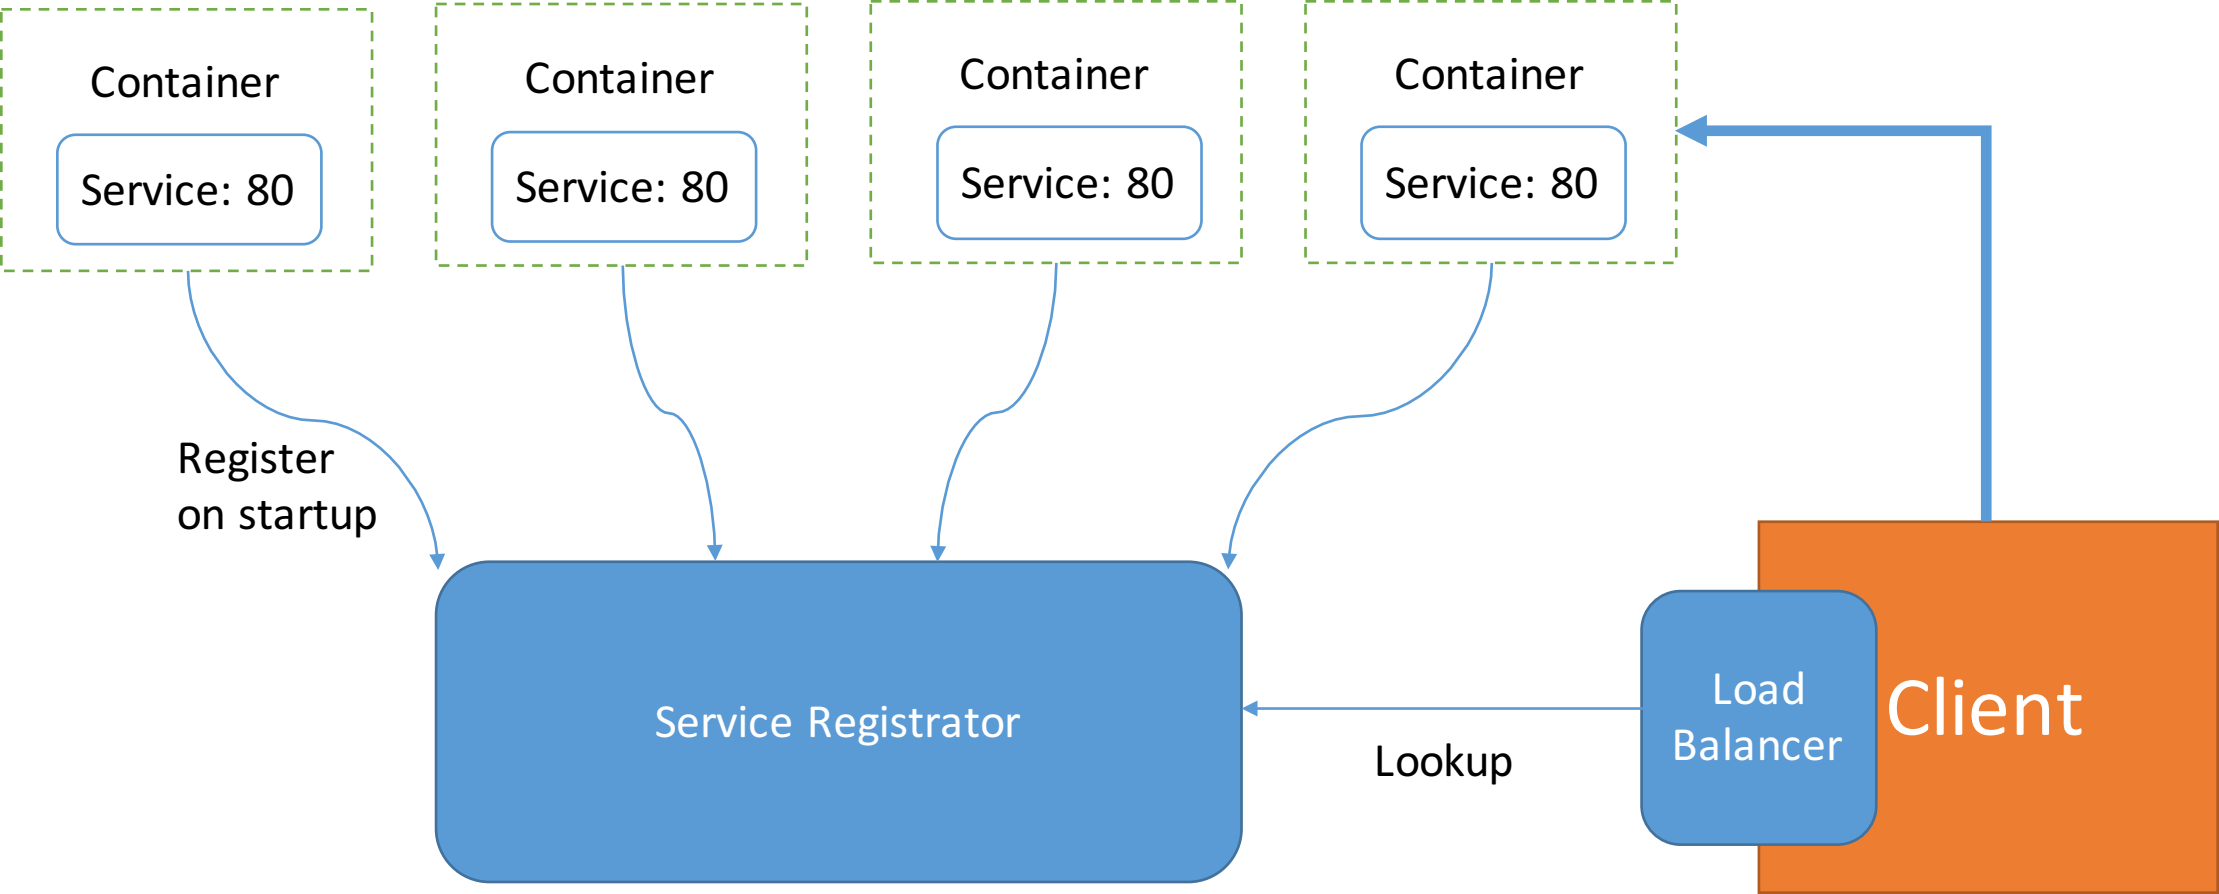 Container
Container
Container
Container
Service: 80
Service: 80
Service: 80
Service: 80
Register
on startup
Service Registrator
Lookup
Load
Balancer
Client